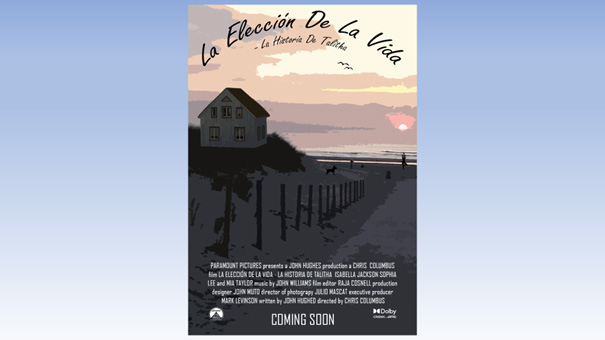 La Elección De La Vida
- La Historia De Talitha
PARAMOUNT PICTURES presents a JOHN HUGHES production a CHRIS COLUMBUS
film LA ELECCIÓN DE LA VIDA - LA HISTORIA DE TALITHA ISABELLA JACKSON SOPHIA
LEE and MIA TAYLOR music by JOHN WILLIAMS film editor RAJA COSNELL production
designer JOHN MUTO director of photograpy JULIO MASCAT executive producer
MARK LEVINSON written by JOHN HUGHED directed by CHRIS COLUMBUS
COMING SOON
Dolby